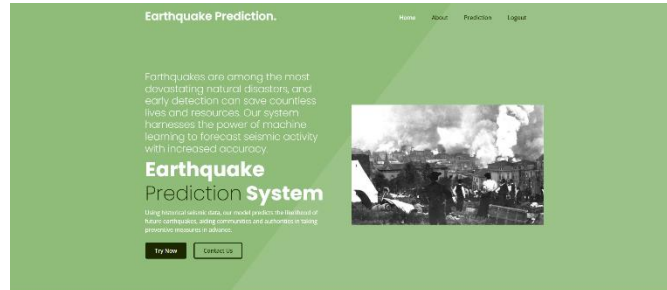 Earthquake Prediction.
Home About Prediction Logout
Earthquakes are among the most
devastating natural disasters, and
early detection can save countless
lives and resources. Our system
harnesses the power of machine
learning to forecast seismic activity
with increased accuracy.
Earthquake
Prediction System
Using historical seismic data, our model predicts the likelihood of
future earthquakes, aiding communities and authorities in taking
preventive measures in advance.
Try Now Contact Us